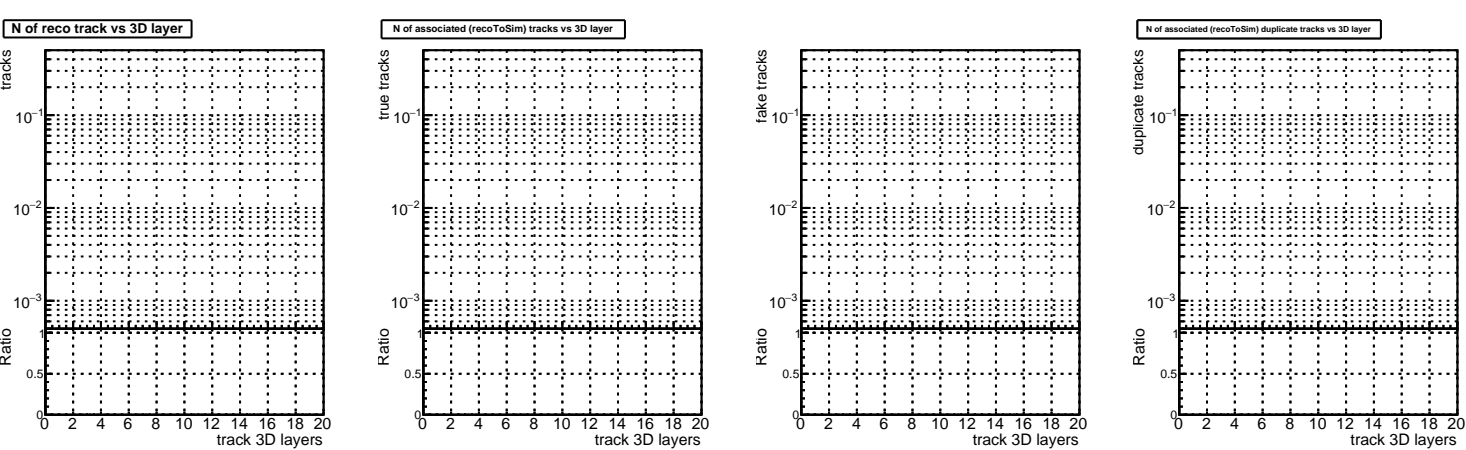 N of reco track vs 3D layer
tracks
10⁻¹
10⁻²
10⁻³
Ratio
1
0.5
0
0 2 4 6 8 10 12 14 16 18 20
track 3D layers
N of associated (recoToSim) tracks vs 3D layer
true tracks
10⁻¹
10⁻²
10⁻³
Ratio
1
0.5
0
0 2 4 6 8 10 12 14 16 18 20
track 3D layers
fake tracks
10⁻¹
10⁻²
10⁻³
Ratio
1
0.5
0
0 2 4 6 8 10 12 14 16 18 20
track 3D layers
N of associated (recoToSim) duplicate tracks vs 3D layer
duplicate tracks
10⁻¹
10⁻²
10⁻³
Ratio
1
0.5
0
0 2 4 6 8 10 12 14 16 18 20
track 3D layers